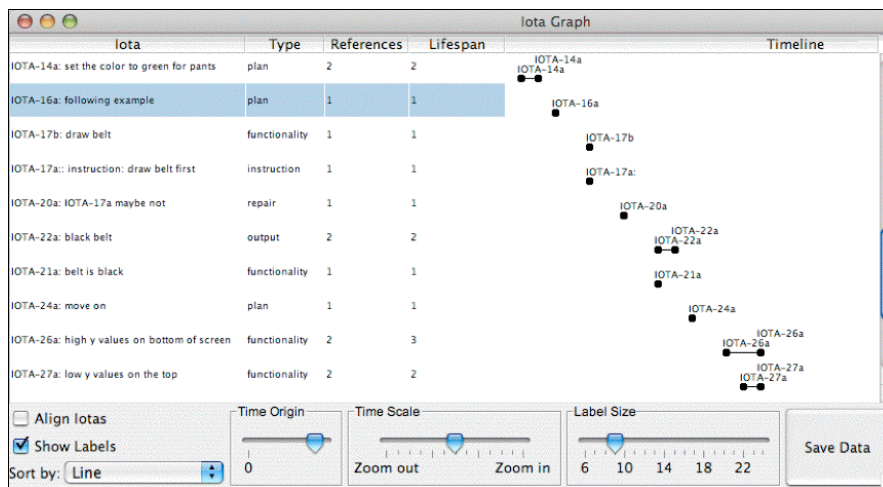 Iota Graph
Iota Type References Lifespan Timeline
IOTA-14a: set the color to green for pants plan 2 2 IOTA-14a
IOTA-14a
IOTA-16a: following example plan 1 1 IOTA-16a
IOTA-17b: draw belt functionality 1 1 IOTA-17b
IOTA-17a:: instruction: draw belt first instruction 1 1 IOTA-17a:
IOTA-20a: IOTA-17a maybe not repair 1 1 IOTA-20a
IOTA-22a: black belt output 2 2 IOTA-22a
IOTA-22a
IOTA-21a: belt is black functionality 1 1 IOTA-21a
IOTA-24a: move on plan 1 1 IOTA-24a
IOTA-26a: high y values on bottom of screen functionality 2 3 IOTA-26a
IOTA-26a
IOTA-27a: low y values on the top functionality 2 2 IOTA-27a
IOTA-27a
Align Iotas
Show Labels
Sort by: Line
Time Origin
0
Time Scale
Zoom out Zoom in
Label Size
6 10 14 18 22
Save Data